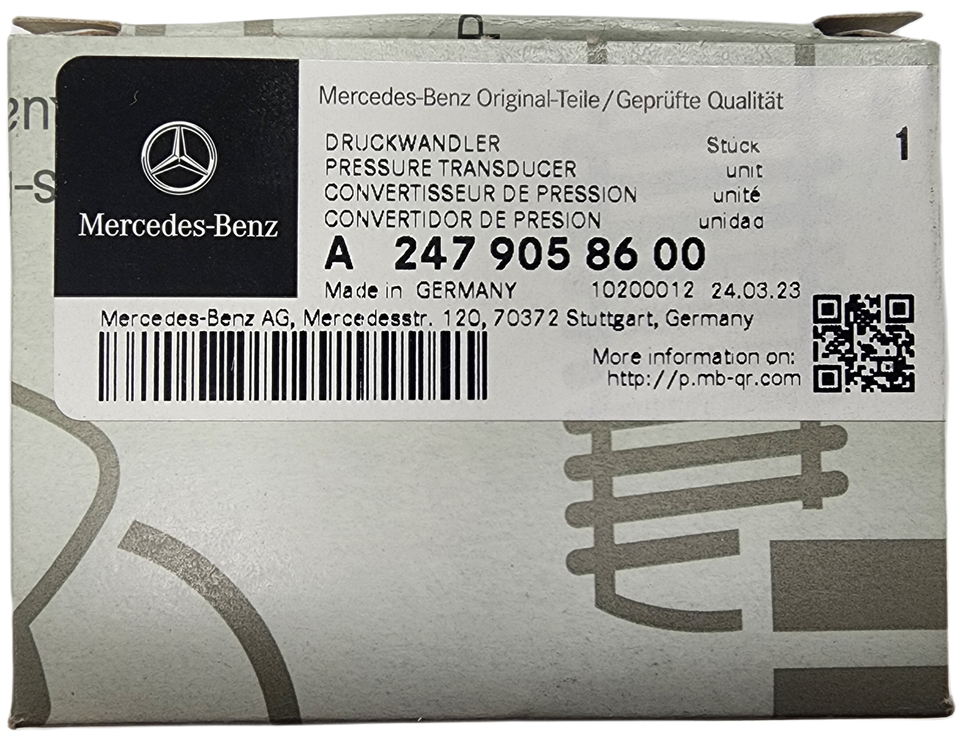 Mercedes-Benz
Mercedes-Benz Original-Teile/Geprüfte Qualität
DRUCKWANDLER Stück 1
PRESSURE TRANSDUCER unit
CONVERTISSEUR DE PRESSION unité
CONVERTIDOR DE PRESION unidad
A 247 905 86 00
Made in GERMANY 10200012 24.03.23
Mercedes-Benz AG, Mercedesstr. 120, 70372 Stuttgart, Germany
More information on:
http://p.mb-qr.com